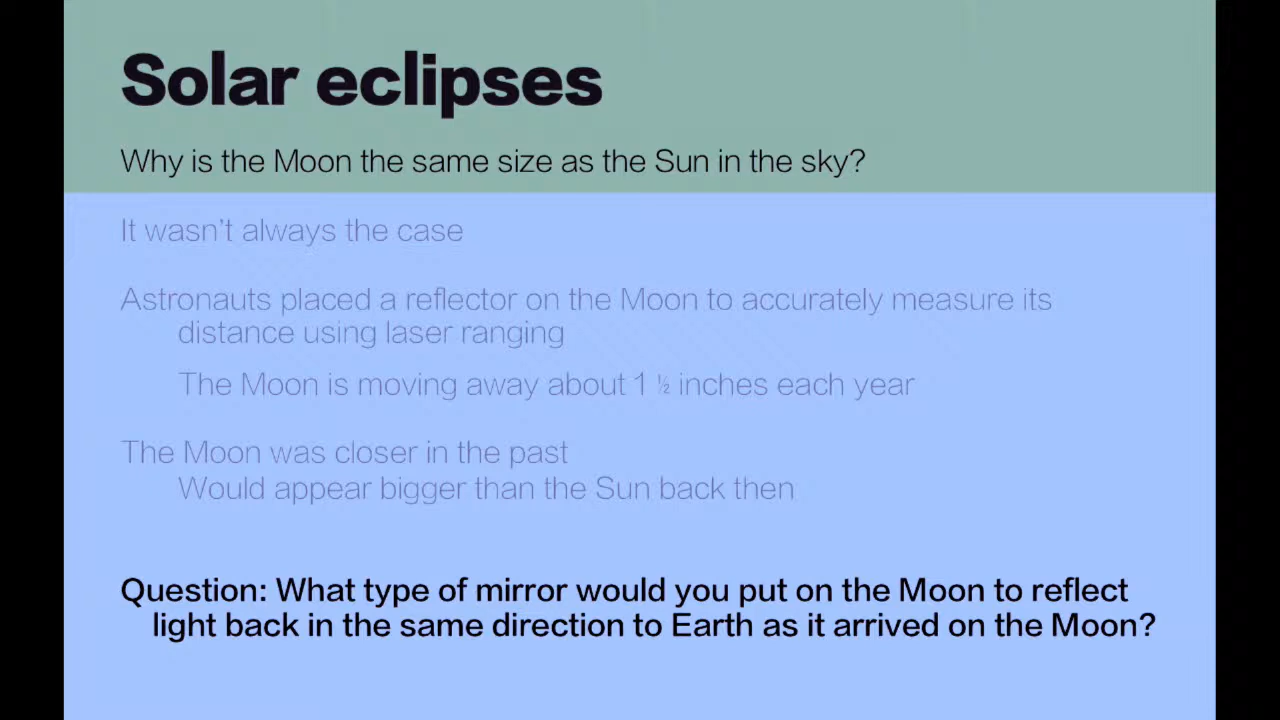 Solar eclipses
Why is the Moon the same size as the Sun in the sky?
It wasn't always the case
Astronauts placed a reflector on the Moon to accurately measure its
distance using laser ranging
The Moon is moving away about 1 ½ inches each year
The Moon was closer in the past
Would appear bigger than the Sun back then
Question: What type of mirror would you put on the Moon to reflect
light back in the same direction to Earth as it arrived on the Moon?